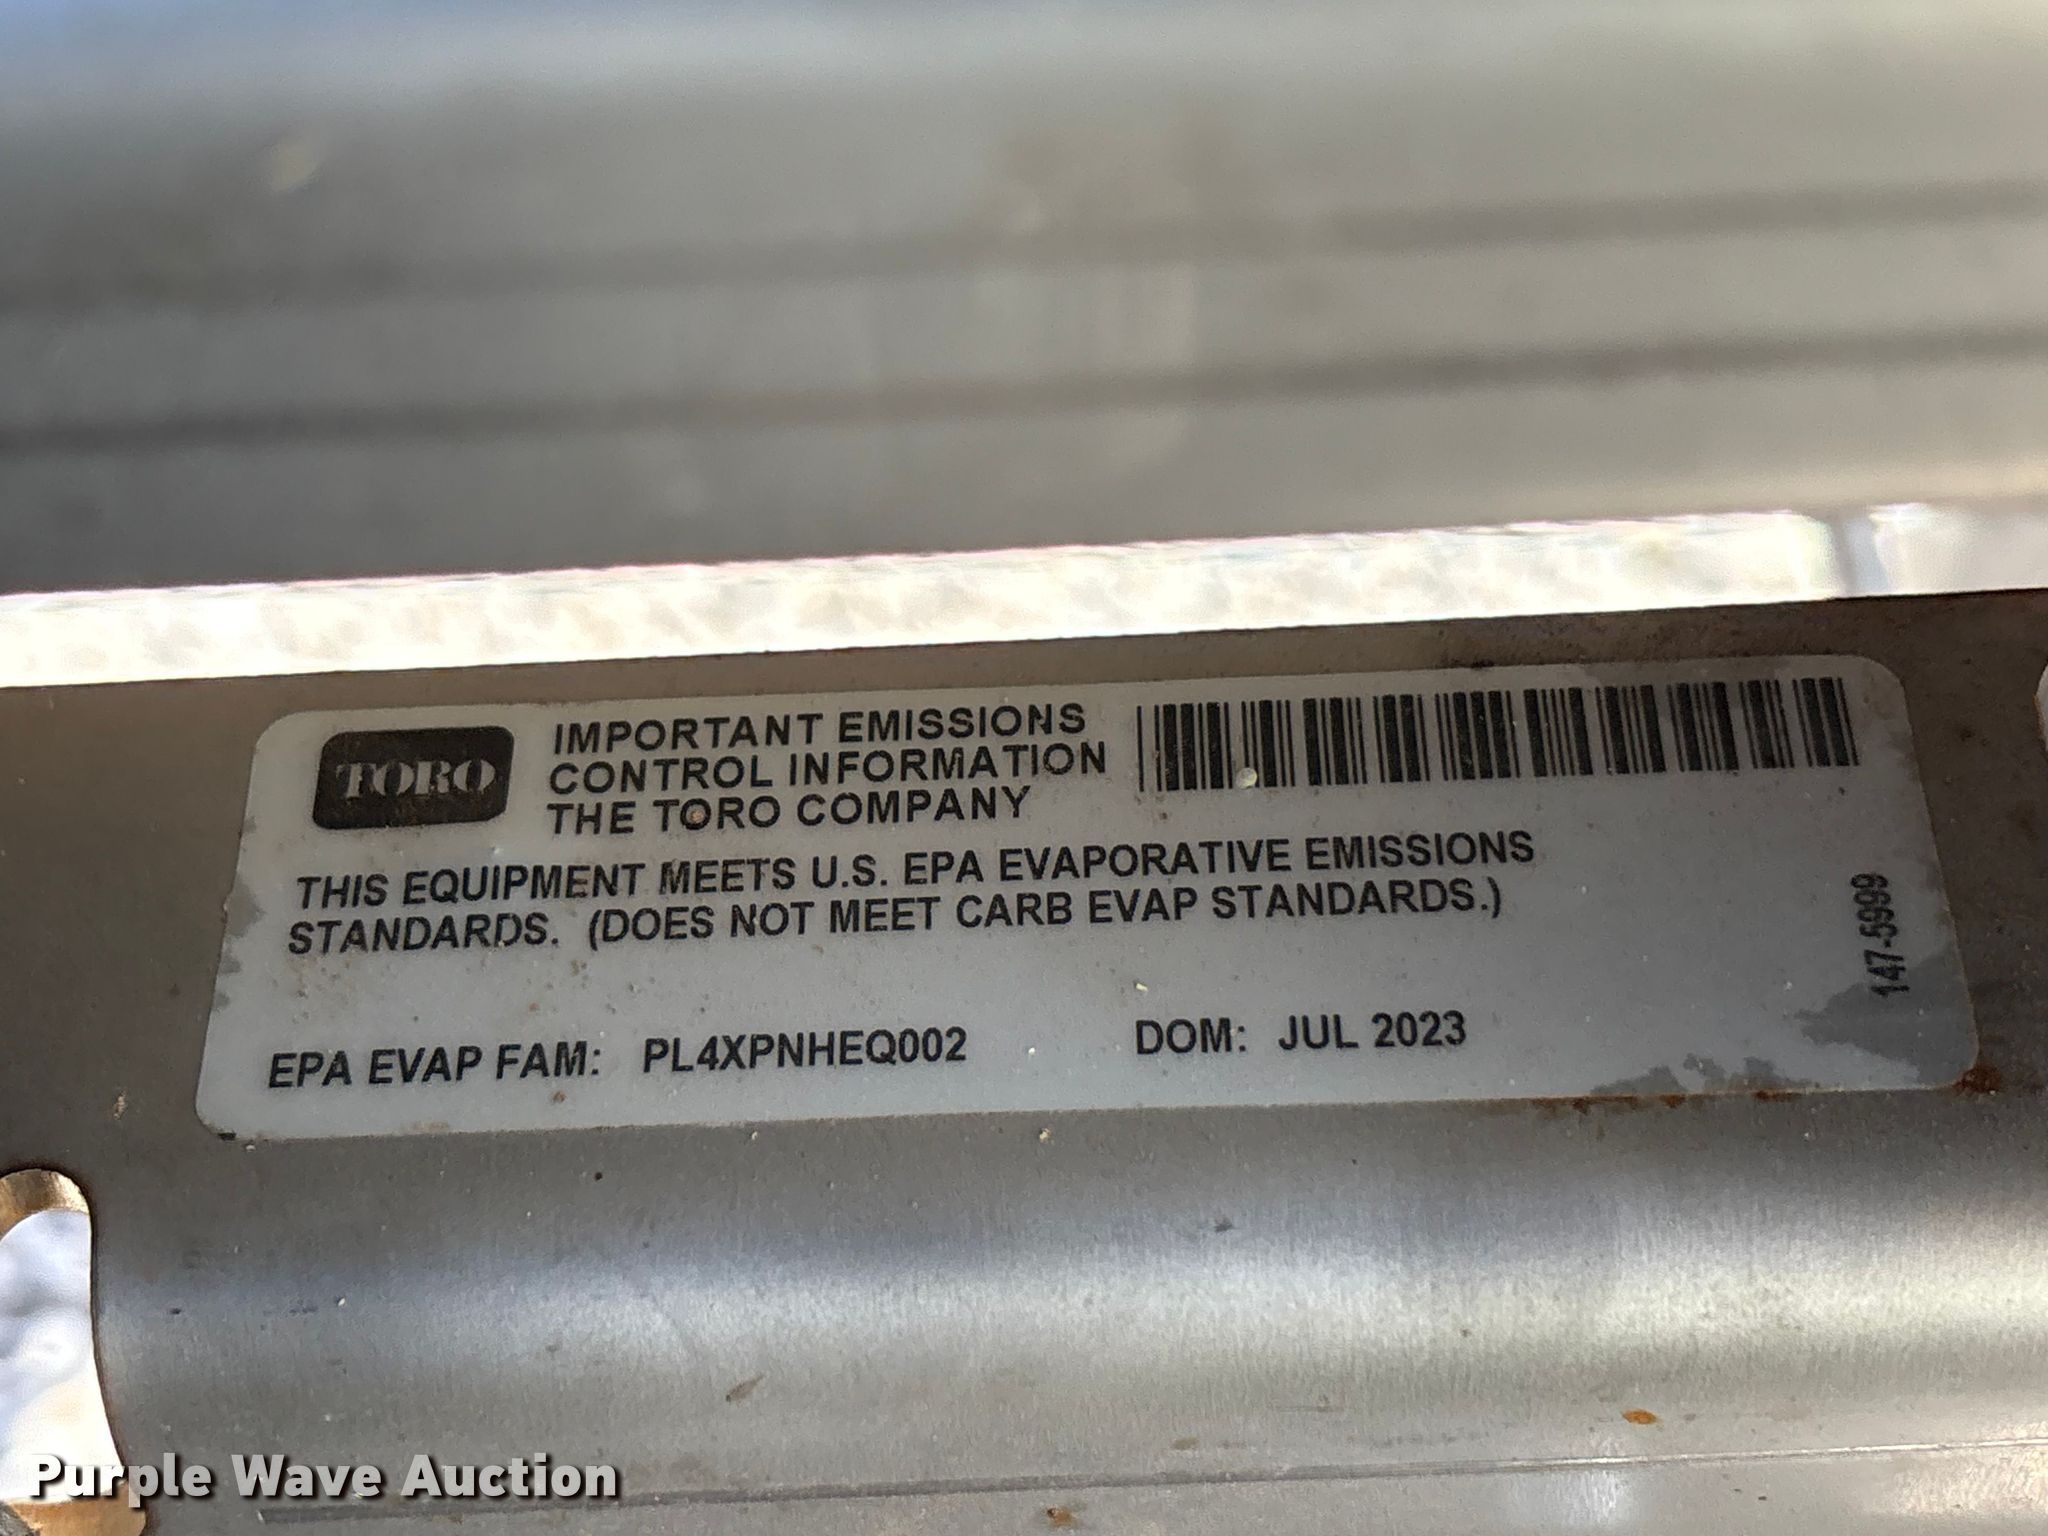 TORO
IMPORTANT EMISSIONS
CONTROL INFORMATION
THE TORO COMPANY
THIS EQUIPMENT MEETS U.S. EPA EVAPORATIVE EMISSIONS
STANDARDS. (DOES NOT MEET CARB EVAP STANDARDS.)
EPA EVAP FAM: PL4XPNHEQ002
DOM: JUL 2023
147-5999
Purple Wave Auction